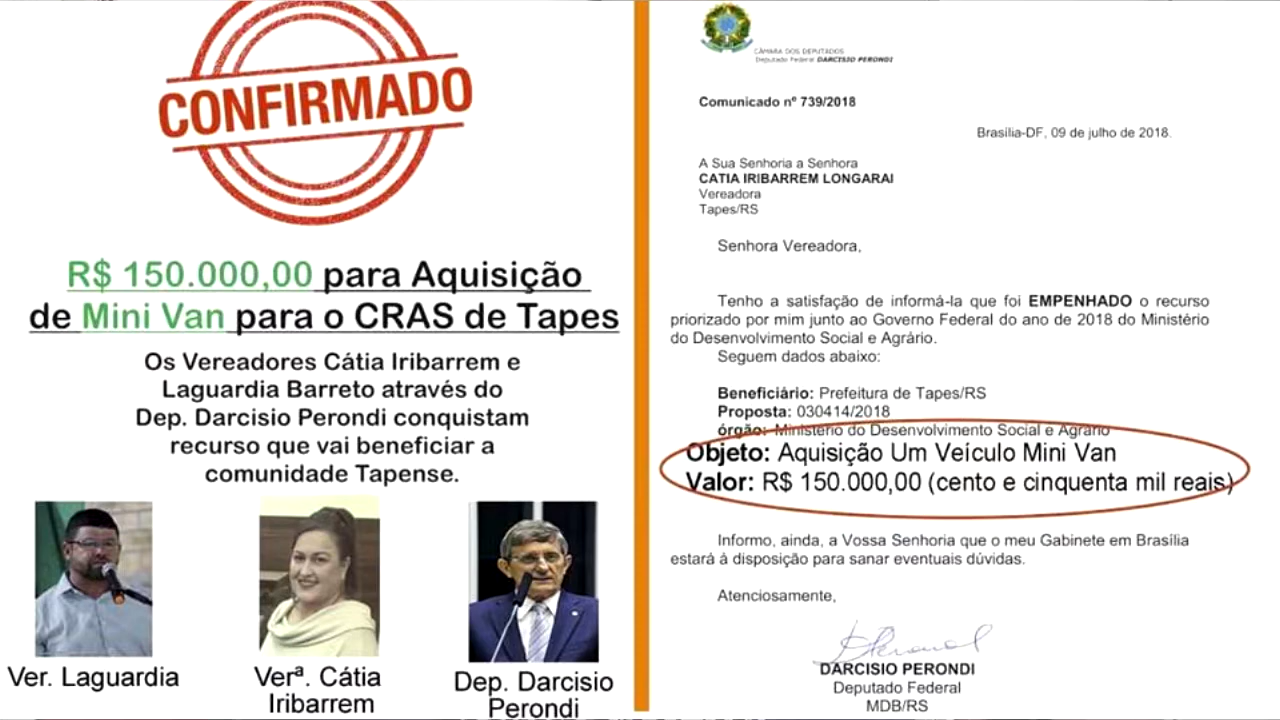 CONFIRMADO
R$ 150.000,00 para Aquisição
de Mini Van para o CRAS de Tapes
Os Vereadores Cátia Iribarrem e
Laguardia Barreto através do
Dep. Darcisio Perondi conquistam
recurso que vai beneficiar a
comunidade Tapense.
Ver. Laguardia
Verª. Cátia
Iribarrem
Dep. Darcisio
Perondi
CÂMARA DOS DEPUTADOS
Deputado Federal DARCISIO PERONDI
Comunicado nº 739/2018
Brasília-DF, 09 de julho de 2018.
A Sua Senhoria a Senhora
CATIA IRIBARREM LONGARAI
Vereadora
Tapes/RS
Senhora Vereadora,
Tenho a satisfação de informá-la que foi EMPENHADO o recurso
priorizado por mim junto ao Governo Federal do ano de 2018 do Ministério
do Desenvolvimento Social e Agrário.
Seguem dados abaixo:
Beneficiário: Prefeitura de Tapes/RS
Proposta: 030414/2018
órgão: Ministério do Desenvolvimento Social e Agrário
Objeto: Aquisição Um Veículo Mini Van
Valor: R$ 150.000,00 (cento e cinquenta mil reais)
Informo, ainda, a Vossa Senhoria que o meu Gabinete em Brasília
estará à disposição para sanar eventuais dúvidas.
Atenciosamente,
DARCISIO PERONDI
Deputado Federal
MDB/RS